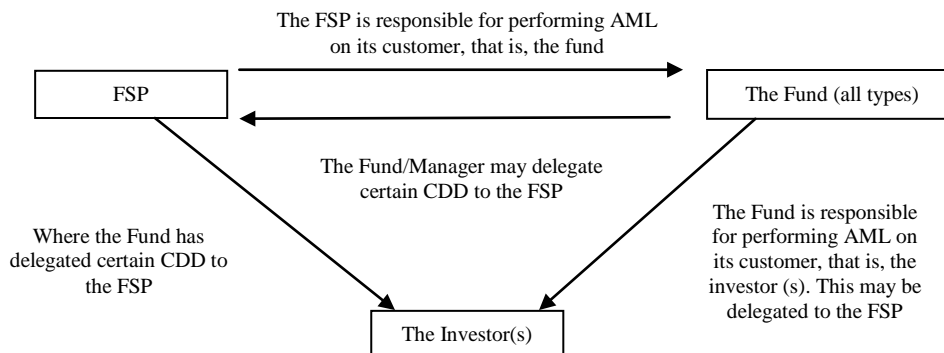 The FSP is responsible for performing AML
on its customer, that is, the fund
FSP
The Fund (all types)
The Fund/Manager may delegate
certain CDD to the FSP
Where the Fund has
delegated certain CDD to
the FSP
The Fund is responsible
for performing AML on
its customer, that is, the
investor (s). This may be
delegated to the FSP
The Investor(s)